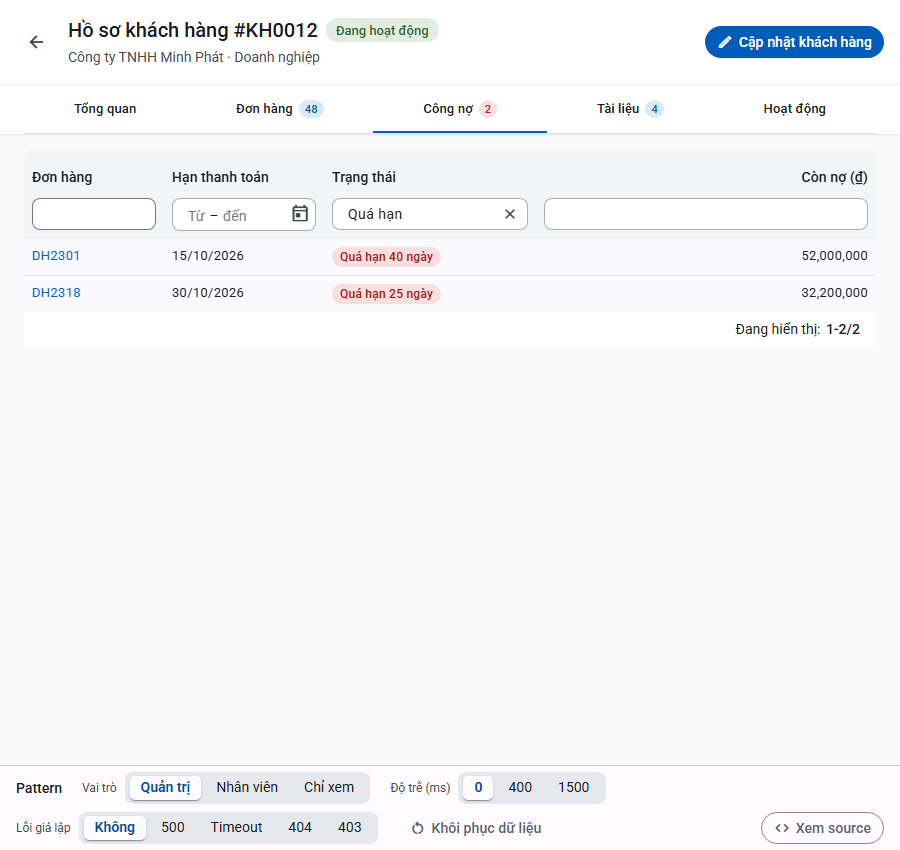 Hồ sơ khách hàng #KH0012 Đang hoạt động
Công ty TNHH Minh Phát · Doanh nghiệp
Cập nhật khách hàng
Tổng quan Đơn hàng 48 Công nợ 2 Tài liệu 4 Hoạt động
Đơn hàng Hạn thanh toán Trạng thái Còn nợ (₫)
Từ – đến Quá hạn
DH2301 15/10/2026 Quá hạn 40 ngày 52,000,000
DH2318 30/10/2026 Quá hạn 25 ngày 32,200,000
Đang hiển thị: 1-2/2
Pattern Vai trò Quản trị Nhân viên Chỉ xem Độ trễ (ms) 0 400 1500
Lỗi giả lập Không 500 Timeout 404 403 Khôi phục dữ liệu Xem source